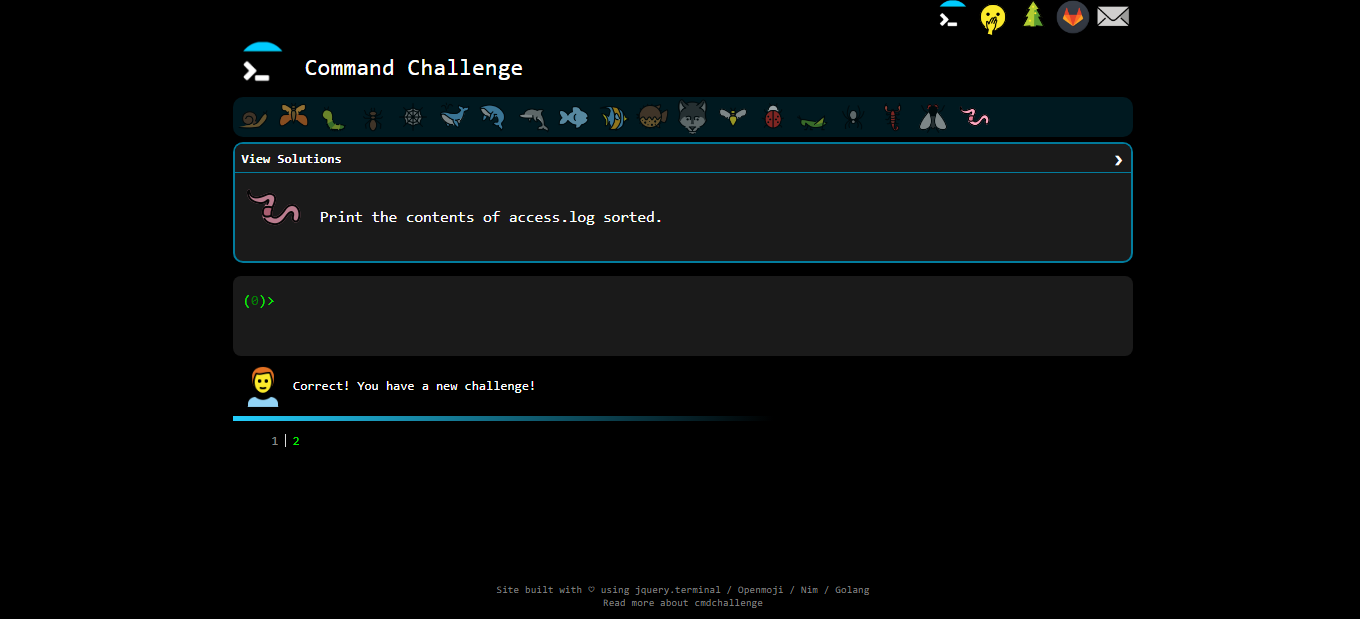 Command Challenge
View Solutions
Print the contents of access.log sorted.
(0)>
Correct! You have a new challenge!
1 | 2
Site built with ♡ using jquery.terminal / Openmoji / Nim / Golang
Read more about cmdchallenge